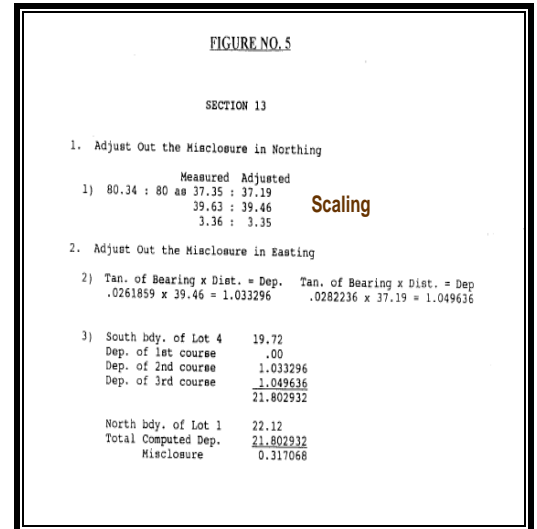 FIGURE NO. 5
SECTION 13
1. Adjust Out the Misclosure in Northing
Measured Adjusted
1) 80.34 : 80 as 37.35 : 37.19
39.63 : 39.46
3.36 : 3.35
Scaling
2. Adjust Out the Misclosure in Easting
2) Tan. of Bearing x Dist. = Dep. Tan. of Bearing x Dist. = Dep
.0261859 x 39.46 = 1.033296 .0282236 x 37.19 = 1.049636
3) South bdy. of Lot 4 19.72
Dep. of 1st course .00
Dep. of 2nd course 1.033296
Dep. of 3rd course 1.049636
21.802932
North bdy. of Lot 1 22.12
Total Computed Dep. 21.802932
Misclosure 0.317068